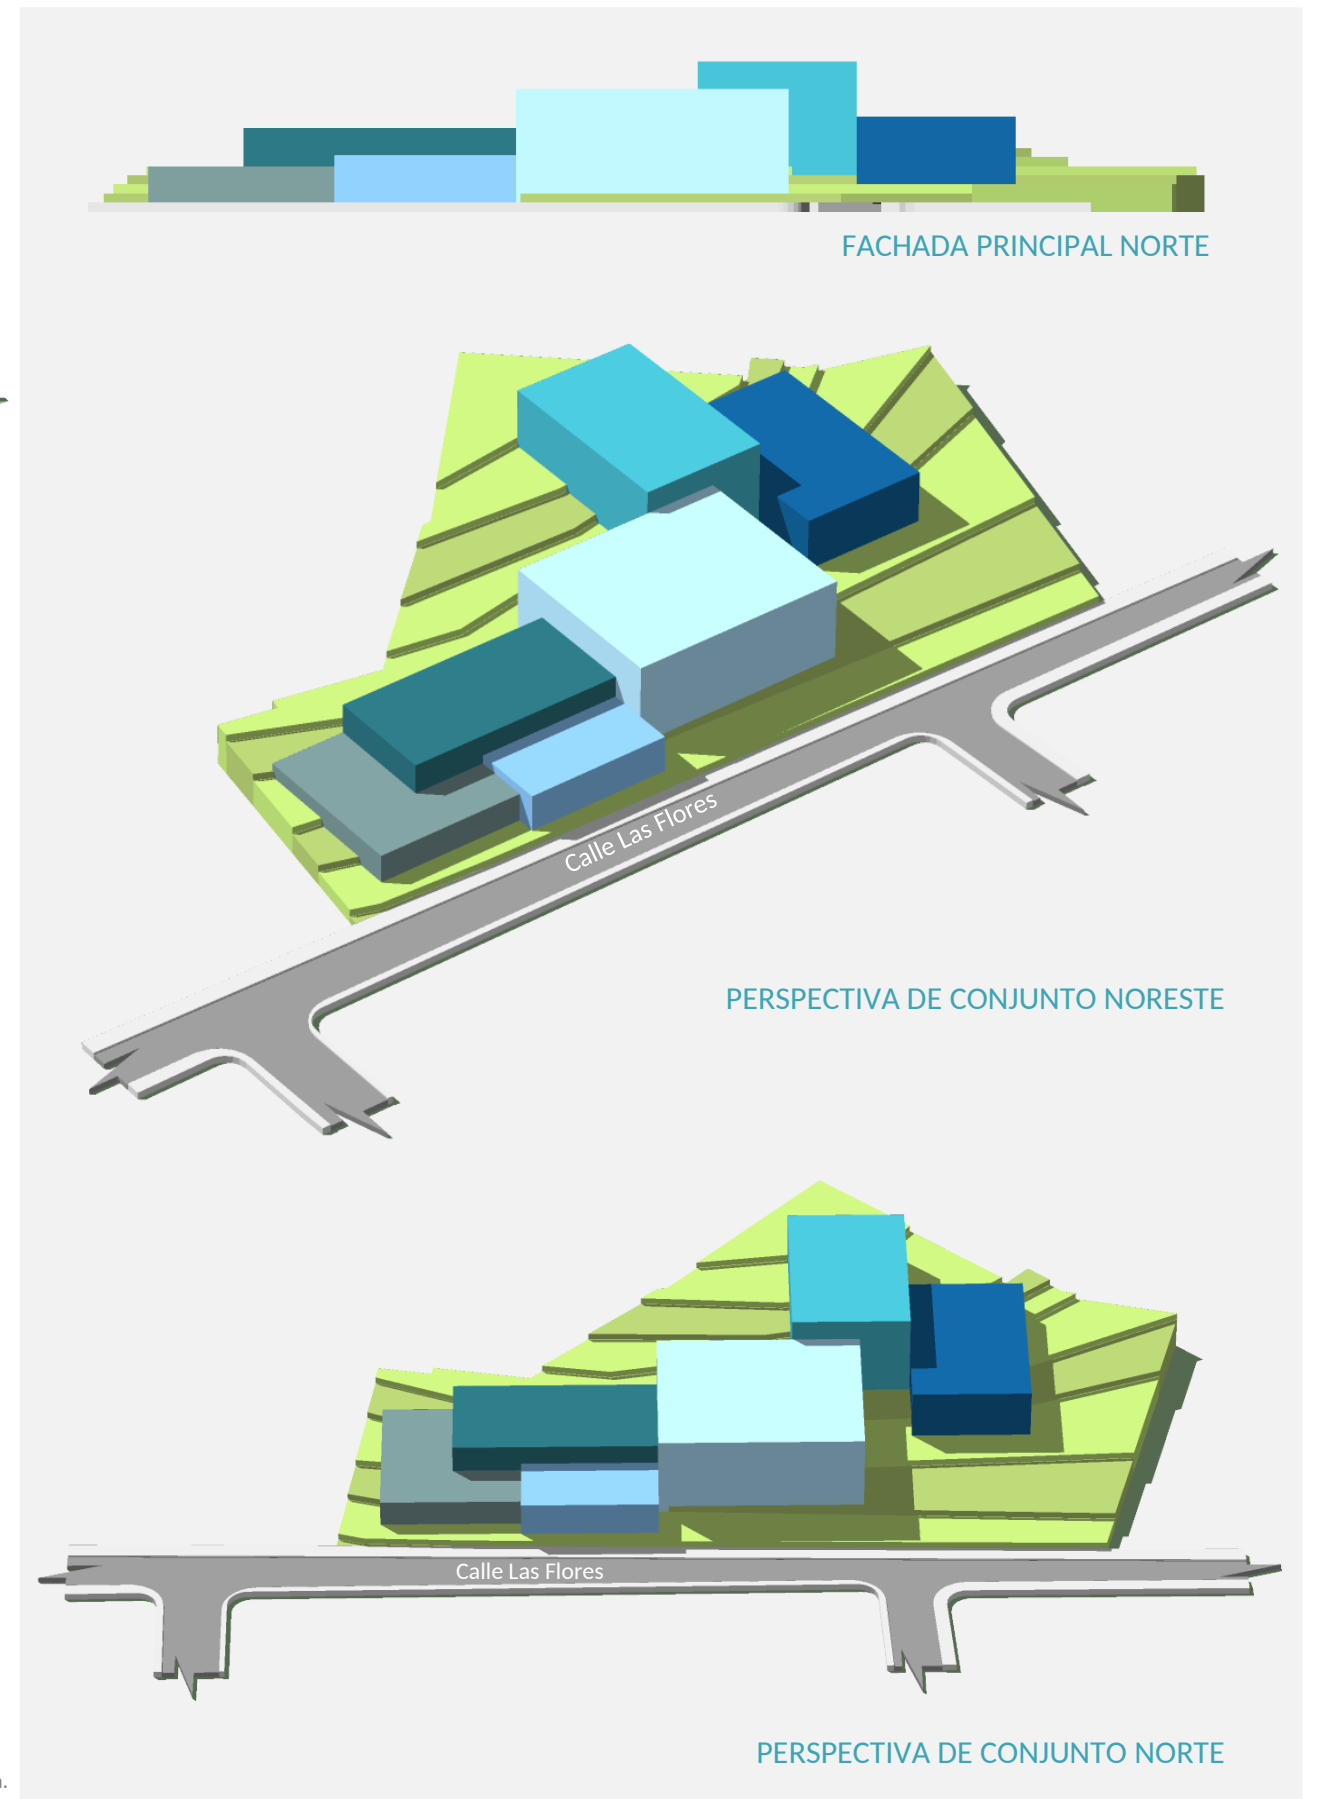 FACHADA PRINCIPAL NORTE
Calle Las Flores
PERSPECTIVA DE CONJUNTO NORESTE
Calle Las Flores
PERSPECTIVA DE CONJUNTO NORTE